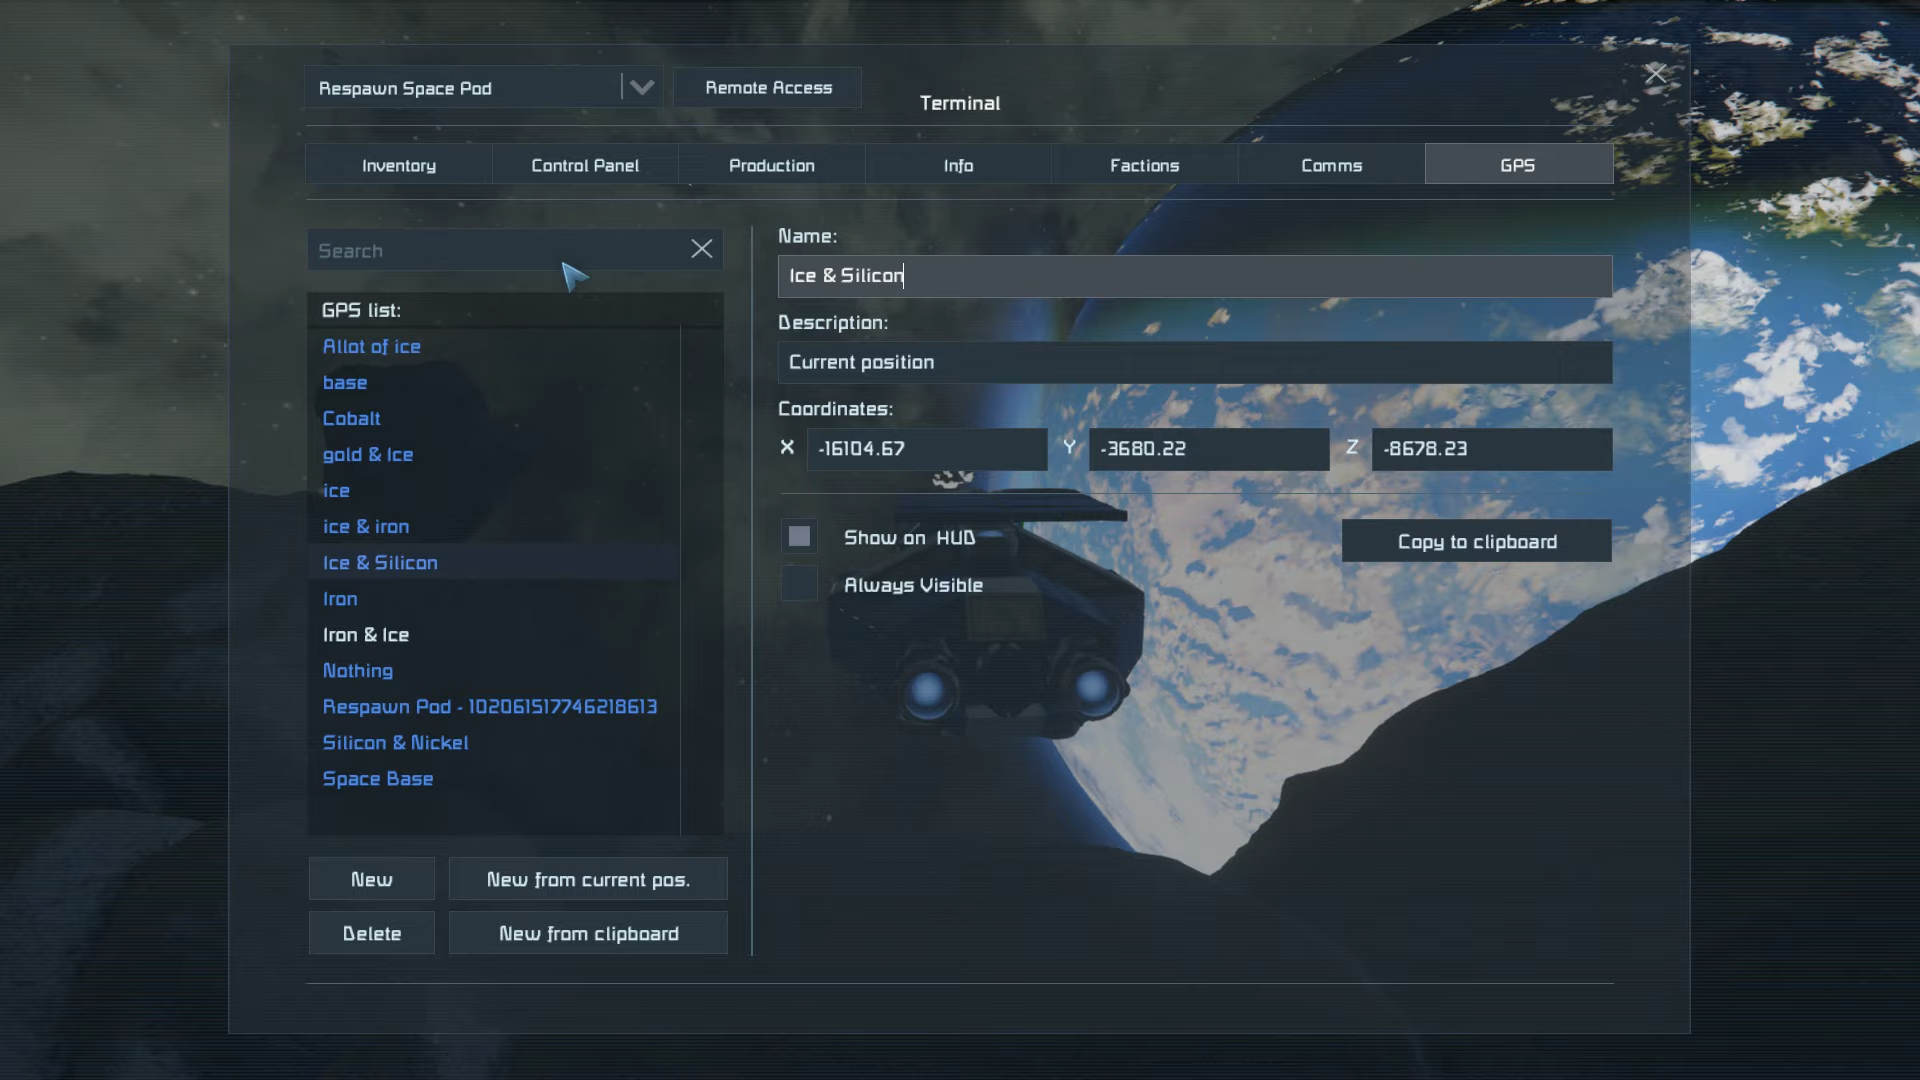 Respawn Space Pod
Remote Access
Terminal
Inventory
Control Panel
Production
Info
Factions
Comms
GPS
Search
GPS list:
Allot of ice
base
Cobalt
gold & Ice
ice
ice & iron
Ice & Silicon
Iron
Iron & Ice
Nothing
Respawn Pod - 102061517746218613
Silicon & Nickel
Space Base
New
New from current pos.
Delete
New from clipboard
Name:
Ice & Silicon
Description:
Current position
Coordinates:
X -16104.67 Y -3680.22 Z -8678.23
Show on HUD
Copy to clipboard
Always Visible